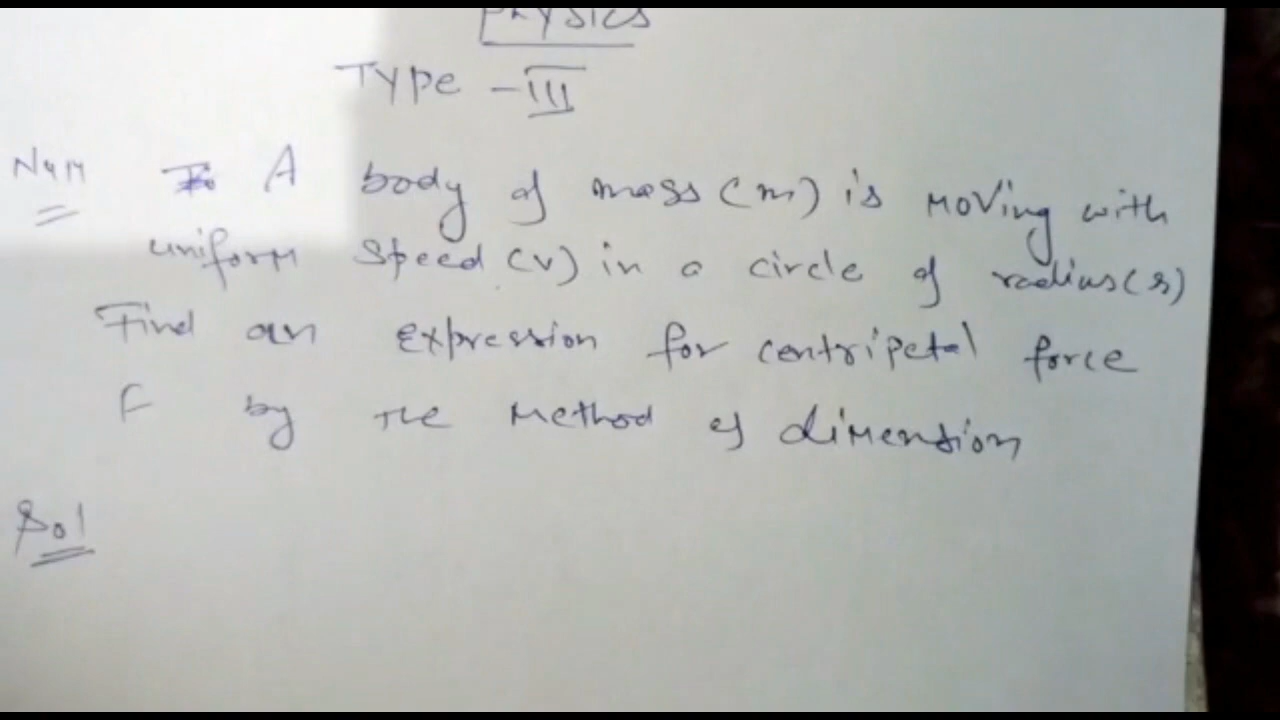 Physics
Type - III
Num A body of mass (m) is moving with
uniform speed (v) in a circle of radius (r)
Find an expression for centripetal force
F by the method of dimension
Sol